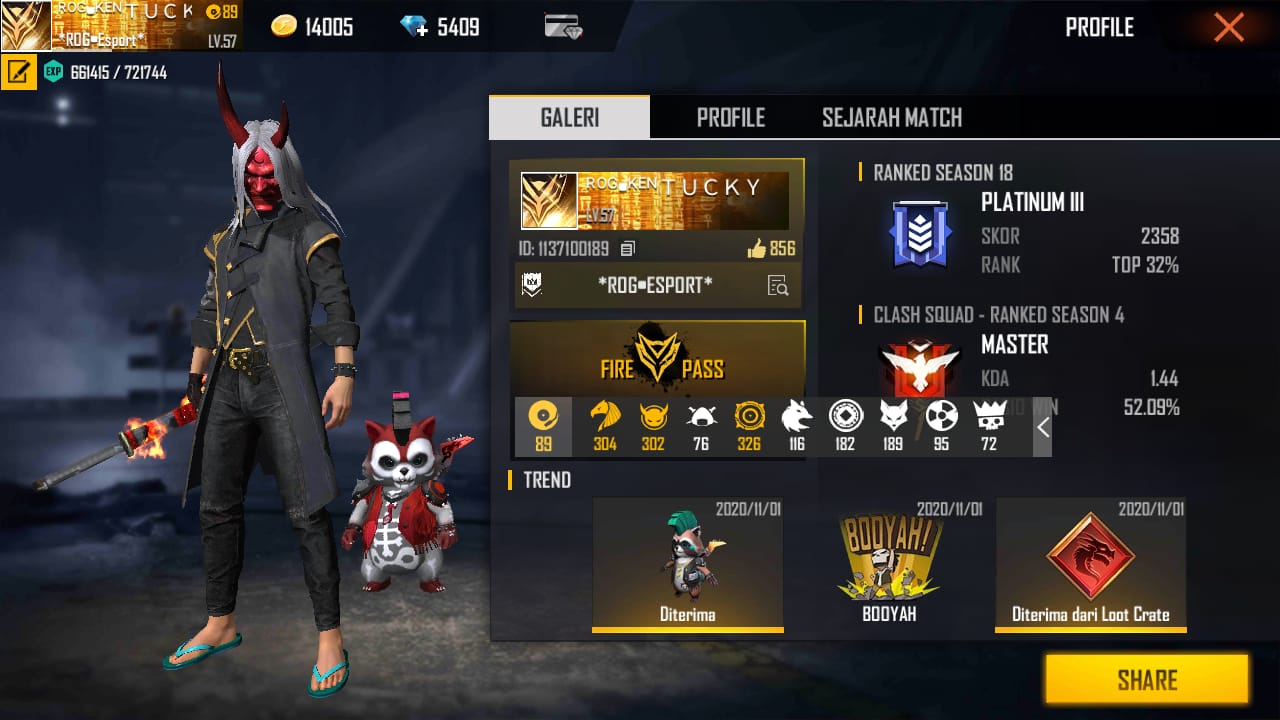 ROG■KEN TUCK
89
*ROG■Esport*
LV.57
14005
5409
PROFILE
EXP 661415 / 721744
GALERI
PROFILE
SEJARAH MATCH
ROG■KEN TUCKY
LV.57
ID: 1137100189
856
*ROG■ESPORT*
FIRE PASS
RANKED SEASON 18
PLATINUM III
SKOR 2358
RANK TOP 32%
CLASH SQUAD - RANKED SEASON 4
MASTER
KDA 1.44
WIN 52.09%
89 304 302 76 326 116 182 189 95 72
TREND
2020/11/01
Diterima
2020/11/01
BOOYAH!
BOOYAH
2020/11/01
Diterima dari Loot Crate
SHARE